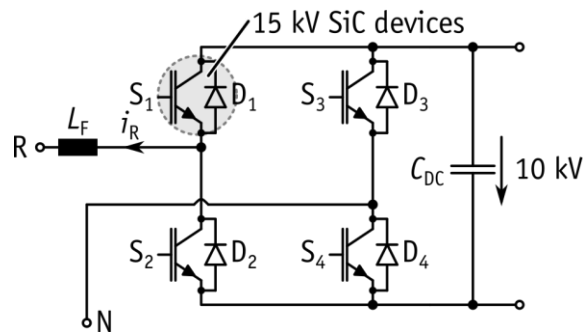 15 kV SiC devices
S1 D1 S3 D3
LF
iR
R
CDC 10 kV
S2 D2 S4 D4
N